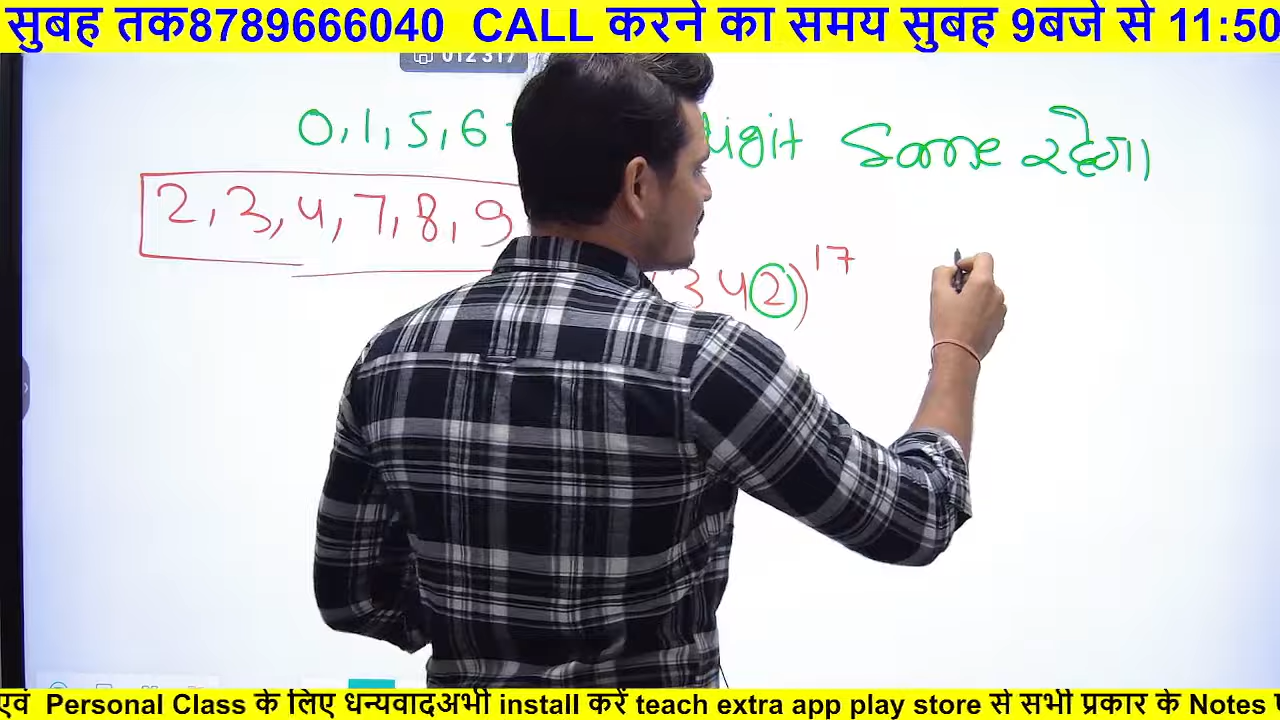 सुबह तक8789666040 CALL करने का समय सुबह 9बजे से 11:50
0,1,5,6 digit Same रहेगा
2,3,4,7,8,9
342)^17
एवं Personal Class के लिए धन्यवादअभी install करें teach extra app play store से सभी प्रकार के Notes